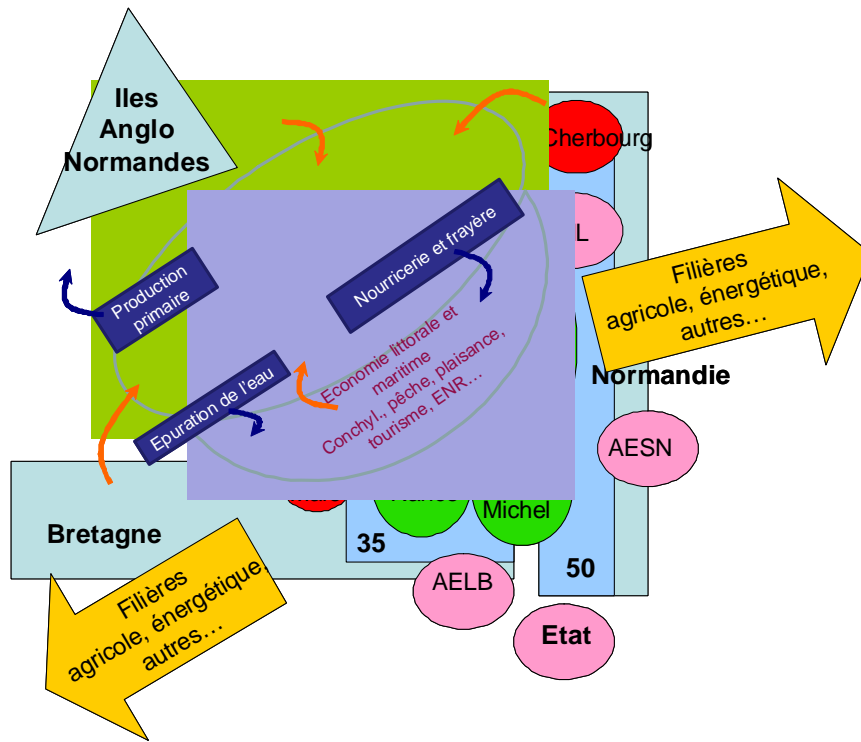 Iles
Anglo
Normandes
Cherbourg
L
Nourricerie et frayère
Production
primaire
Filières
agricole, énergétique,
autres…
Economie littorale et
maritime
Conchyl., pêche, plaisance,
tourisme, ENR…
Epuration de l'eau
Normandie
AESN
Michel
Bretagne
35
50
AELB
Etat
Filières
agricole, énergétique,
autres…